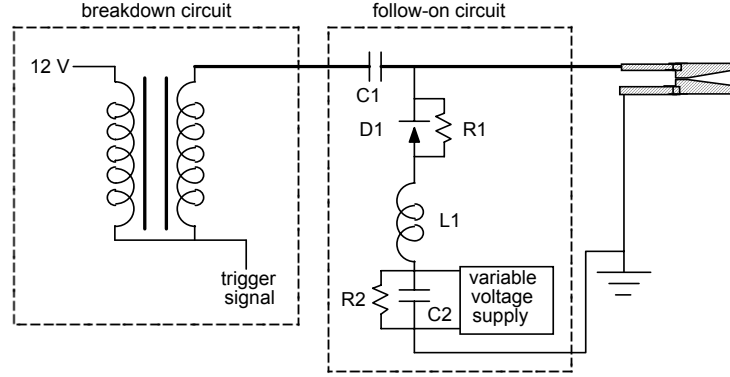 breakdown circuit
follow-on circuit
12 V
C1
D1
R1
L1
trigger
signal
R2
C2
variable
voltage
supply